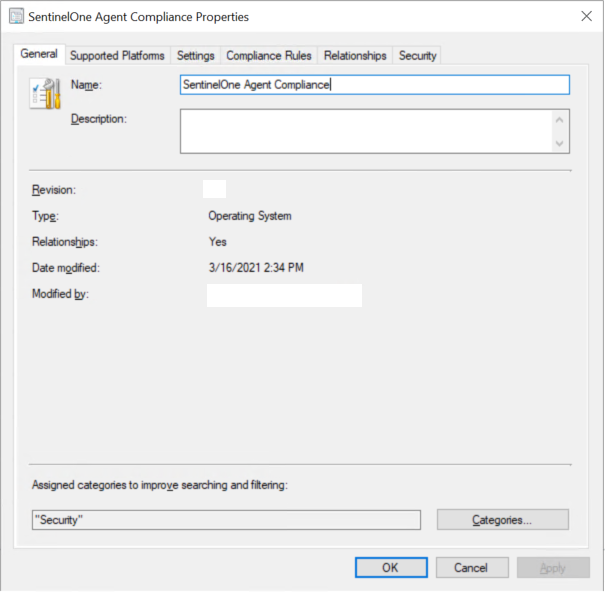 SentinelOne Agent Compliance Properties
General Supported Platforms Settings Compliance Rules Relationships Security
Name: SentinelOne Agent Compliance
Description:
Revision:
Type: Operating System
Relationships: Yes
Date modified: 3/16/2021 2:34 PM
Modified by:
Assigned categories to improve searching and filtering:
"Security" Categories...
OK Cancel Apply